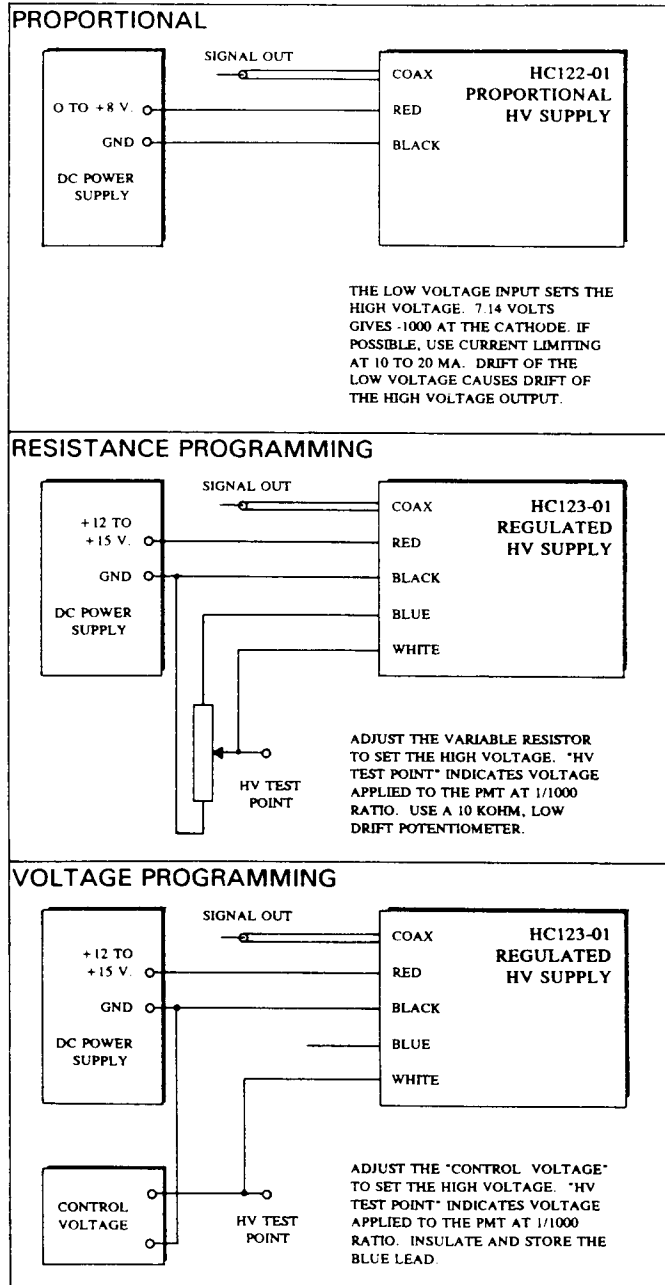 PROPORTIONAL
SIGNAL OUT
COAX
HC122-01
PROPORTIONAL
HV SUPPLY
O TO +8 V.
RED
GND
BLACK
DC POWER
SUPPLY
THE LOW VOLTAGE INPUT SETS THE
HIGH VOLTAGE. 7.14 VOLTS
GIVES -1000 AT THE CATHODE. IF
POSSIBLE, USE CURRENT LIMITING
AT 10 TO 20 MA. DRIFT OF THE
LOW VOLTAGE CAUSES DRIFT OF
THE HIGH VOLTAGE OUTPUT.
RESISTANCE PROGRAMMING
SIGNAL OUT
COAX
HC123-01
REGULATED
HV SUPPLY
+12 TO
+15 V.
RED
GND
BLACK
DC POWER
SUPPLY
BLUE
WHITE
HV TEST
POINT
ADJUST THE VARIABLE RESISTOR
TO SET THE HIGH VOLTAGE. "HV
TEST POINT" INDICATES VOLTAGE
APPLIED TO THE PMT AT 1/1000
RATIO. USE A 10 KOHM, LOW
DRIFT POTENTIOMETER.
VOLTAGE PROGRAMMING
SIGNAL OUT
COAX
HC123-01
REGULATED
HV SUPPLY
+12 TO
+15 V.
RED
GND
BLACK
DC POWER
SUPPLY
BLUE
WHITE
CONTROL
VOLTAGE
HV TEST
POINT
ADJUST THE "CONTROL VOLTAGE"
TO SET THE HIGH VOLTAGE. "HV
TEST POINT" INDICATES VOLTAGE
APPLIED TO THE PMT AT 1/1000
RATIO. INSULATE AND STORE THE
BLUE LEAD.